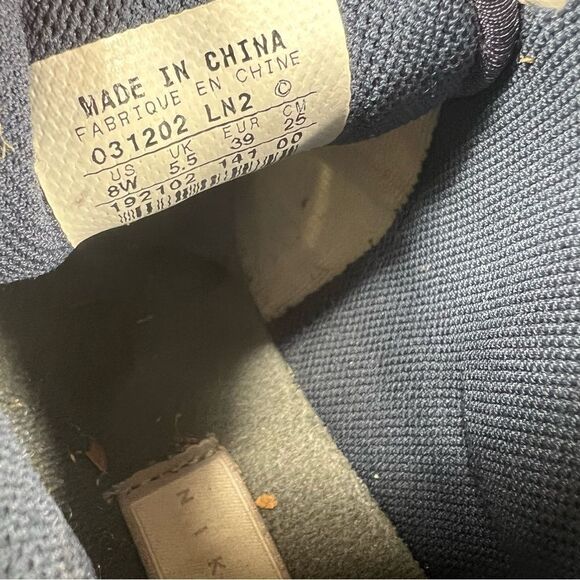 MADE IN CHINA
FABRIQUE EN CHINE
031202 LN2 ©
US UK EUR CM
8W 5.5 39 25
192102 141 00
NIK